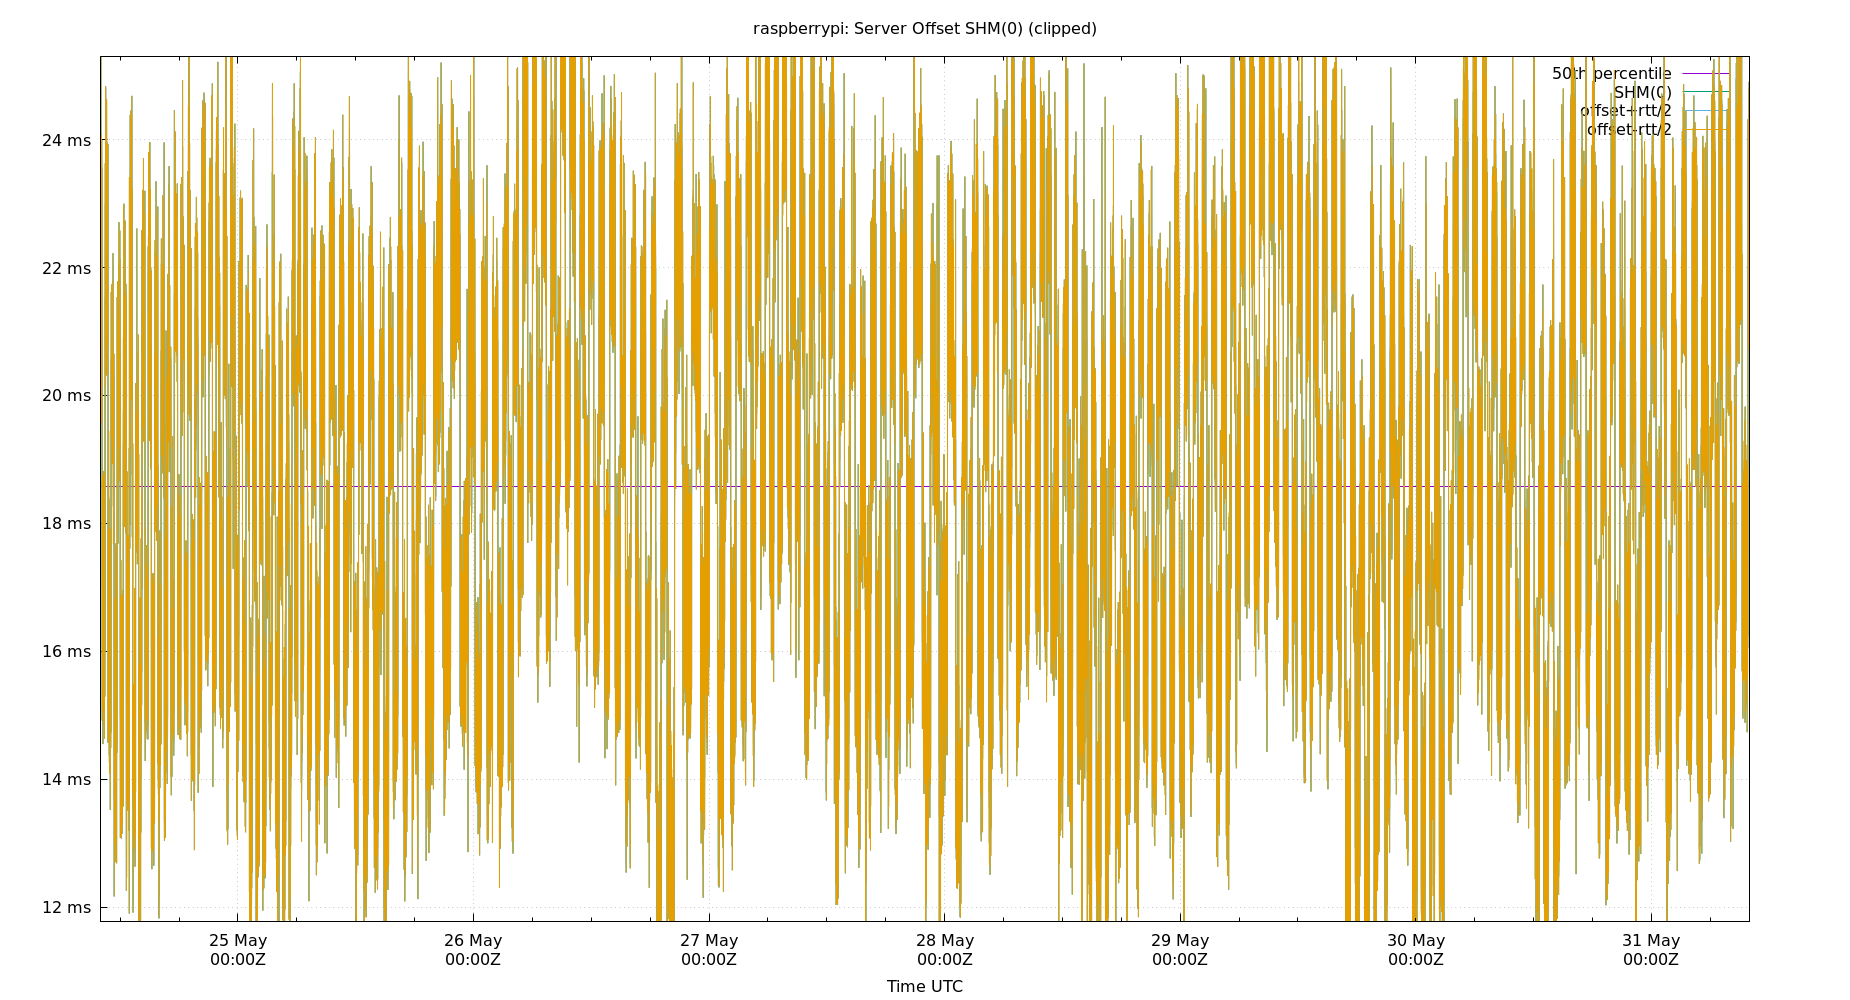 raspberrypi: Server Offset SHM(0) (clipped)
50th percentile
SHM(0)
offset+rtt/2
offset-rtt/2
24 ms
22 ms
20 ms
18 ms
16 ms
14 ms
12 ms
25 May 26 May 27 May 28 May 29 May 30 May 31 May
00:00Z 00:00Z 00:00Z 00:00Z 00:00Z 00:00Z 00:00Z
Time UTC